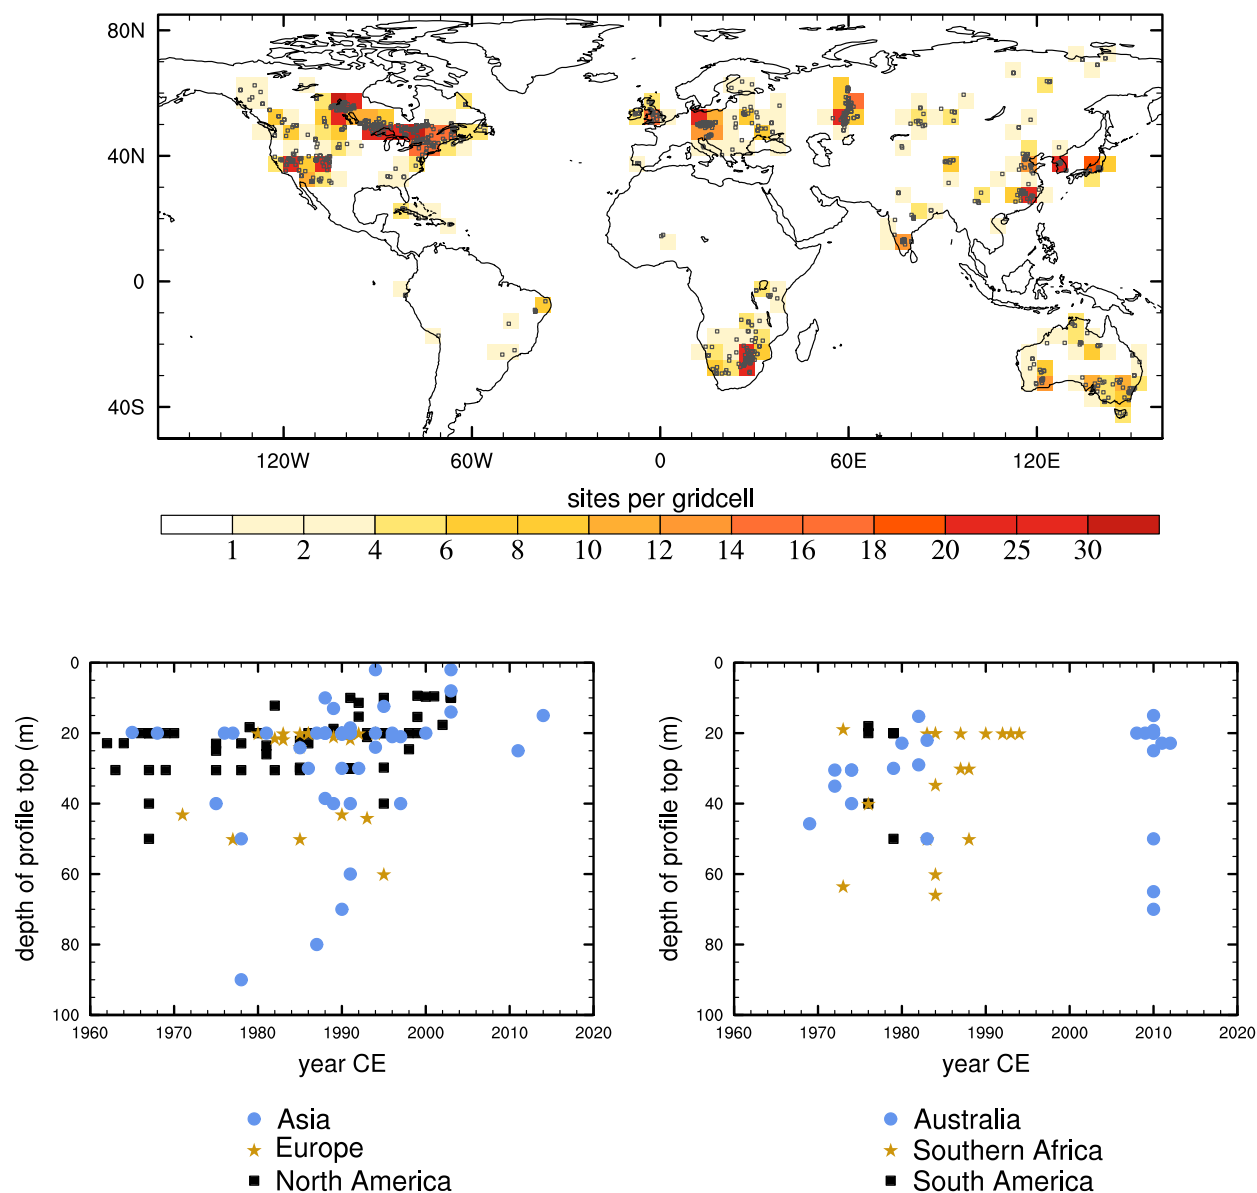 80N
40N
0
40S
120W 60W 0 60E 120E
sites per gridcell
1 2 4 6 8 10 12 14 16 18 20 25 30
0
20
40
60
80
100
depth of profile top (m)
1960 1970 1980 1990 2000 2010 2020
year CE
Asia
Europe
North America
0
20
40
60
80
100
depth of profile top (m)
1960 1970 1980 1990 2000 2010 2020
year CE
Australia
Southern Africa
South America